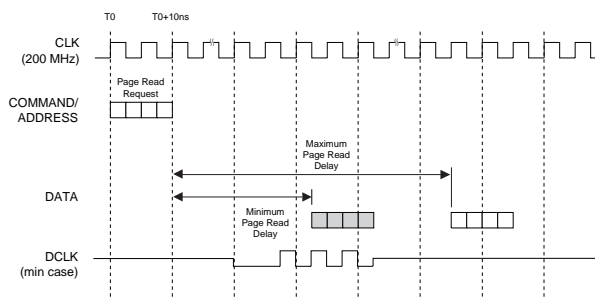 T0
T0+10ns
CLK
(200 MHz)
Page Read
Request
COMMAND/
ADDRESS
Maximum
Page Read
Delay
DATA
Minimum
Page Read
Delay
DCLK
(min case)